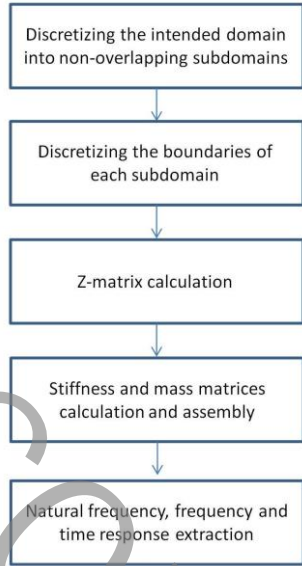 Discretizing the intended domain
into non-overlapping subdomains
Discretizing the boundaries of
each subdomain
Z-matrix calculation
Stiffness and mass matrices
calculation and assembly
Natural frequency, frequency and
time response extraction